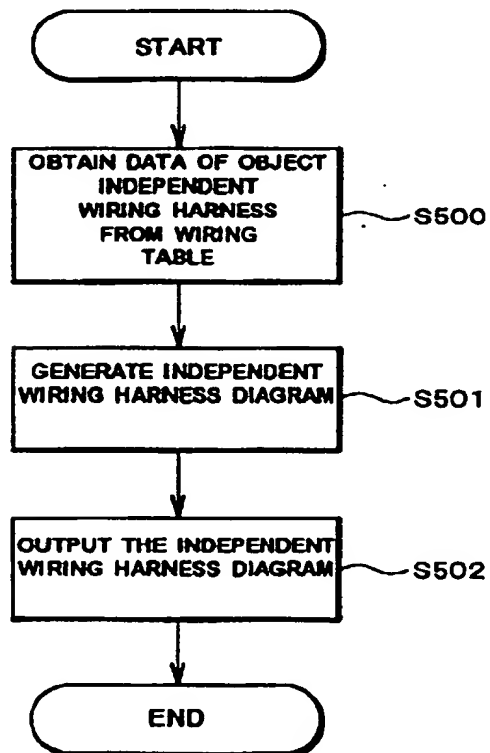 START
OBTAIN DATA OF OBJECT
INDEPENDENT
WIRING HARNESS
FROM WIRING
TABLE
S500
GENERATE INDEPENDENT
WIRING HARNESS DIAGRAM
S501
OUTPUT THE INDEPENDENT
WIRING HARNESS DIAGRAM
S502
END